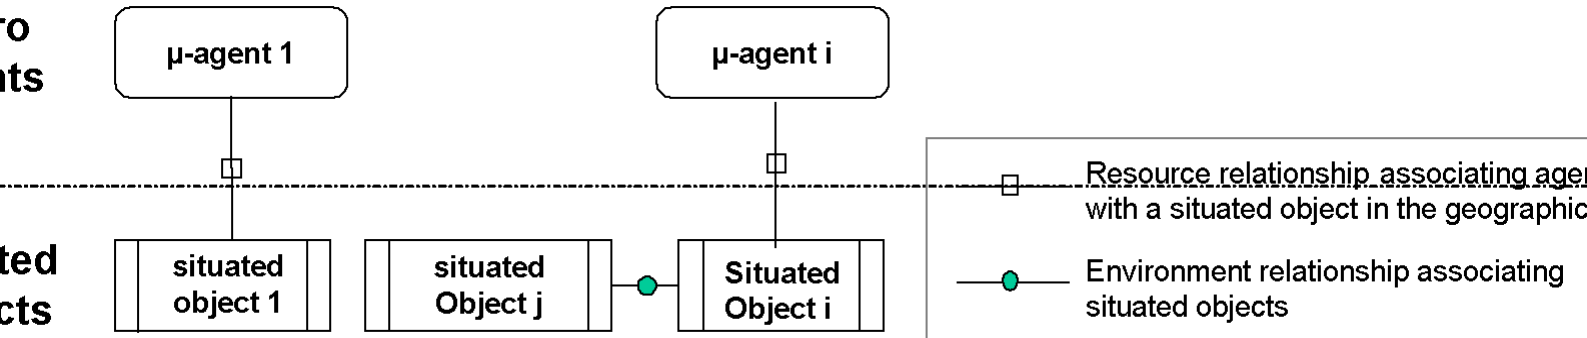 ro
nts
µ-agent 1
µ-agent i
Resource relationship associating
with a situated object in the geographic
ted
cts
situated
object 1
situated
Object j
Situated
Object i
Environment relationship associating
situated objects